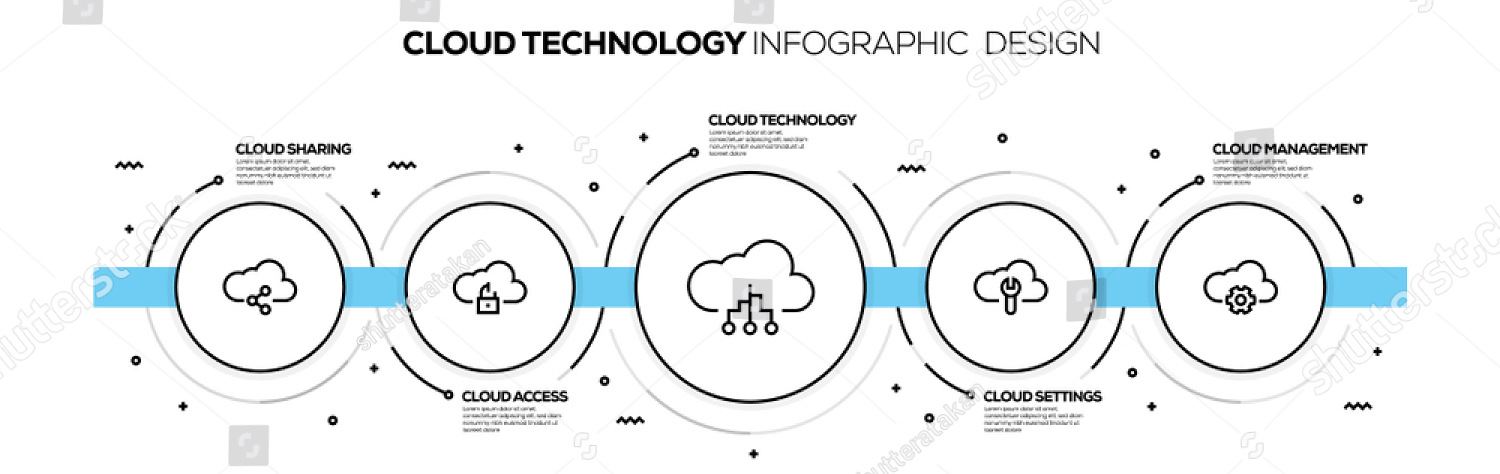 CLOUD TECHNOLOGY INFOGRAPHIC DESIGN
CLOUD SHARING
Lorem ipsum dolor sit amet,
consectetuer adipiscing elit, sed diam
nonummy nibh euismod tincidunt ut
laoreet dolore
CLOUD ACCESS
Lorem ipsum dolor sit amet,
consectetuer adipiscing elit, sed diam
nonummy nibh euismod tincidunt ut
laoreet dolore
CLOUD TECHNOLOGY
Lorem ipsum dolor sit amet,
consectetuer adipiscing elit, sed diam
nonummy nibh euismod tincidunt ut
laoreet dolore
CLOUD SETTINGS
Lorem ipsum dolor sit amet,
consectetuer adipiscing elit, sed diam
nonummy nibh euismod tincidunt ut
laoreet dolore
CLOUD MANAGEMENT
Lorem ipsum dolor sit amet,
consectetuer adipiscing elit, sed diam
nonummy nibh euismod tincidunt ut
laoreet dolore
shutterstock
shutteratakan
shutteratakan
shutterstock